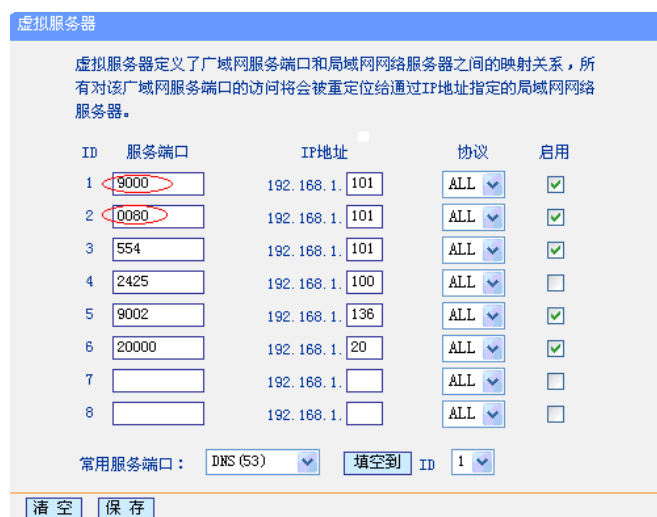 虚拟服务器
虚拟服务器定义了广域网服务端口和局域网网络服务器之间的映射关系，所
有对该广域网服务端口的访问将会被重定位给通过IP地址指定的局域网网络
服务器。
ID 服务端口 IP地址 协议 启用
1 9000 192.168.1. 101 ALL
2 0080 192.168.1. 101 ALL
3 554 192.168.1. 101 ALL
4 2425 192.168.1. 100 ALL
5 9002 192.168.1. 136 ALL
6 20000 192.168.1. 20 ALL
7 192.168.1. ALL
8 192.168.1. ALL
常用服务端口： DNS(53) 填空到 ID 1
清 空 保 存